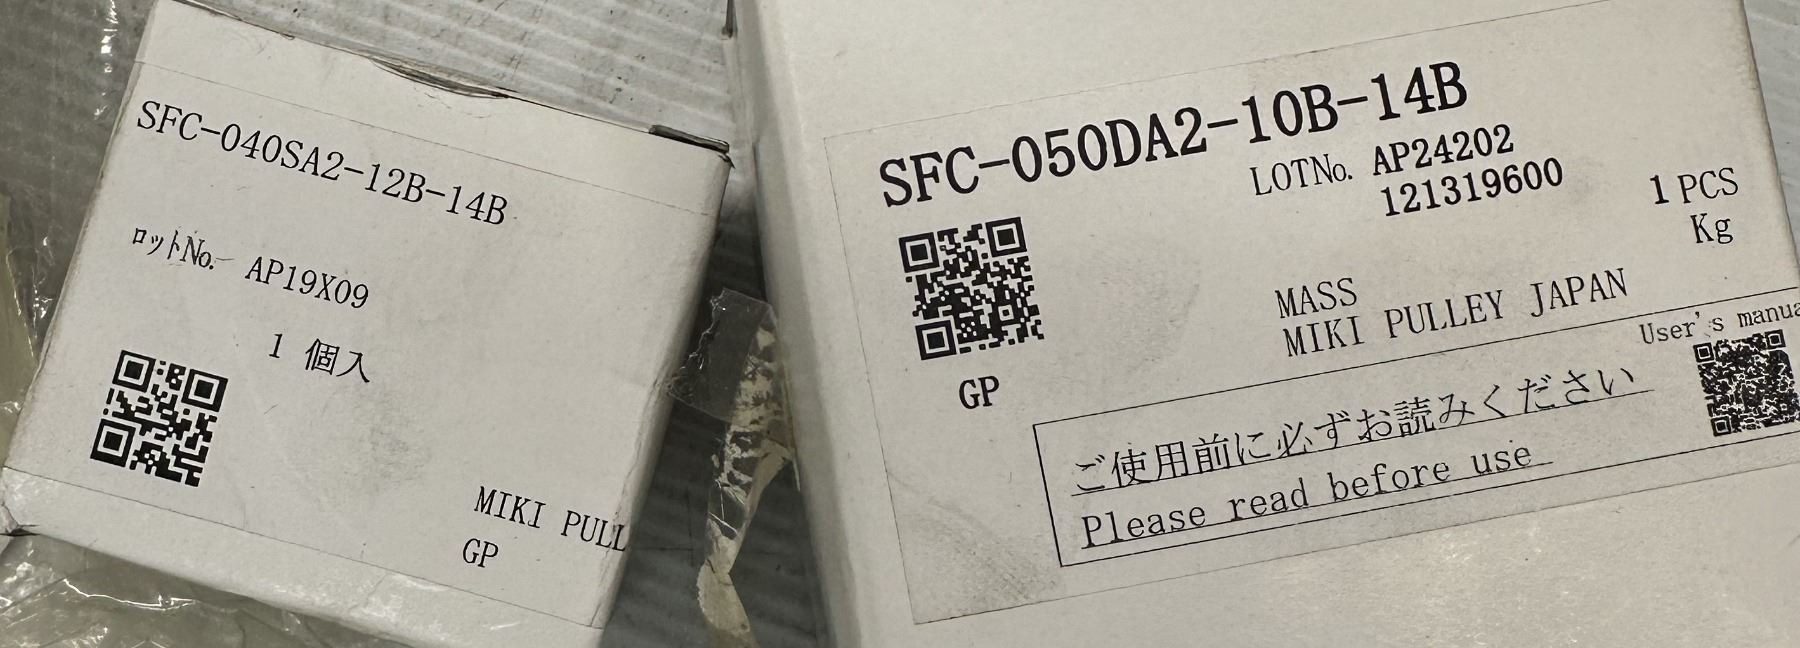 SFC-040SA2-12B-14B
ロットNo. AP19X09
1 個入
MIKI PULL
GP
SFC-050DA2-10B-14B
LOTNo. AP24202
121319600
1 PCS
Kg
MASS
MIKI PULLEY JAPAN
GP
User's manua
ご使用前に必ずお読みください
Please read before use